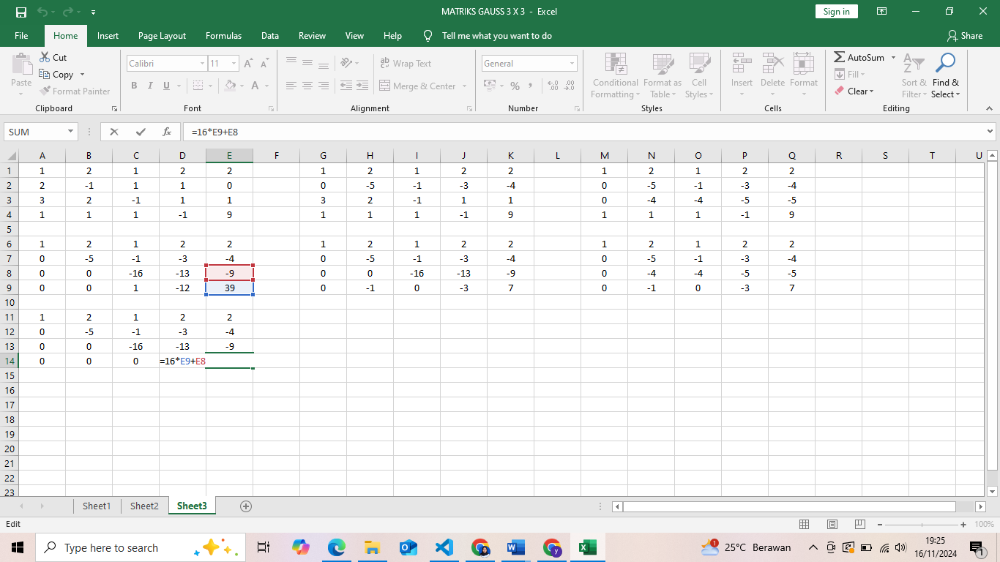 MATRIKS GAUSS 3 X 3 - Excel
Sign in
File Home Insert Page Layout Formulas Data Review View Help Tell me what you want to do Share
Paste
Cut
Copy
Format Painter
Clipboard
Calibri 11
B I U
Font
Wrap Text
Merge & Center
Alignment
General
Number
Conditional Formatting
Format as Table
Cell Styles
Styles
Insert Delete Format
Cells
AutoSum
Fill
Clear
Sort & Filter
Find & Select
Editing
SUM fx =16*E9+E8
A B C D E F G H I J K L M N O P Q R S T U
1 1 2 1 2 2 1 2 1 2 2 1 2 1 2 2
2 2 -1 1 1 0 0 -5 -1 -3 -4 0 -5 -1 -3 -4
3 3 2 -1 1 1 3 2 -1 1 1 0 -4 -4 -5 -5
4 1 1 1 -1 9 1 1 1 -1 9 1 1 1 -1 9
5
6 1 2 1 2 2 1 2 1 2 2 1 2 1 2 2
7 0 -5 -1 -3 -4 0 -5 -1 -3 -4 0 -5 -1 -3 -4
8 0 0 -16 -13 -9 0 0 -16 -13 -9 0 -4 -4 -5 -5
9 0 0 1 -12 39 0 -1 0 -3 7 0 -1 0 -3 7
10
11 1 2 1 2 2
12 0 -5 -1 -3 -4
13 0 0 -16 -13 -9
14 0 0 0 =16*E9+E8
15
16
17
18
19
20
21
22
23
Sheet1 Sheet2 Sheet3
Edit 100%
Type here to search
1 25°C Berawan
19:25
16/11/2024
1